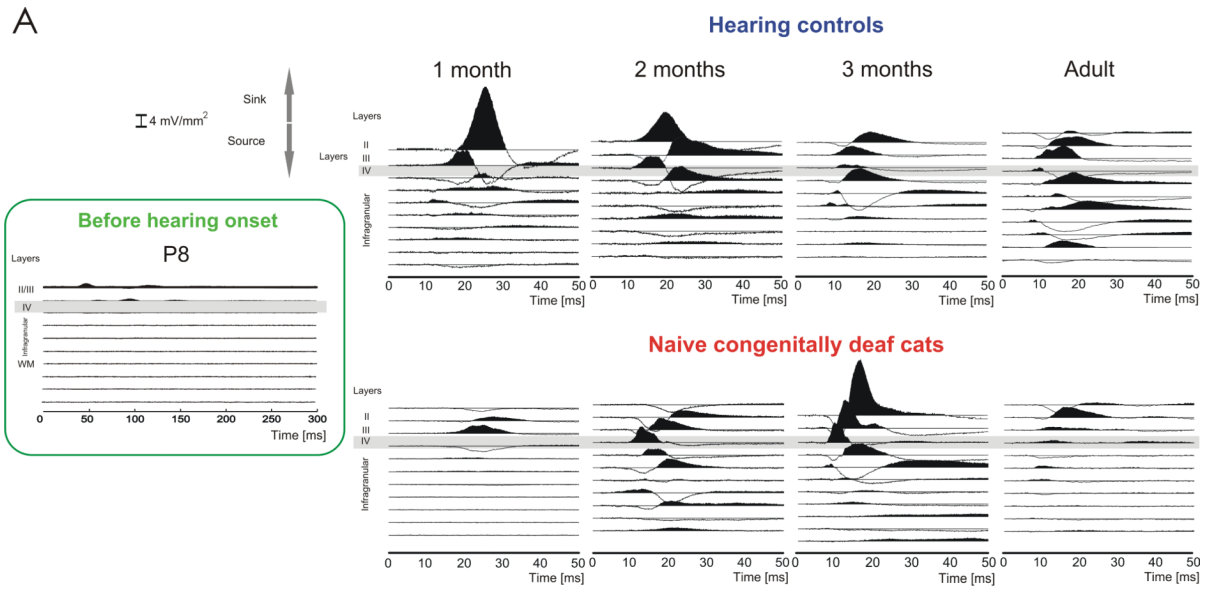 A
Hearing controls
1 month
2 months
3 months
Adult
Sink
4 mV/mm²
Source
Layers
Layers
II
III
IV
Infragranular
0 10 20 30 40 50
Time [ms]
0 10 20 30 40 50
Time [ms]
0 10 20 30 40 50
Time [ms]
0 10 20 30 40 50
Time [ms]
Before hearing onset
P8
Layers
II/III
IV
Infragranular
WM
0 50 100 150 200 250 300
Time [ms]
Naive congenitally deaf cats
Layers
II
III
IV
Infragranular
0 10 20 30 40 50
Time [ms]
0 10 20 30 40 50
Time [ms]
0 10 20 30 40 50
Time [ms]
0 10 20 30 40 50
Time [ms]